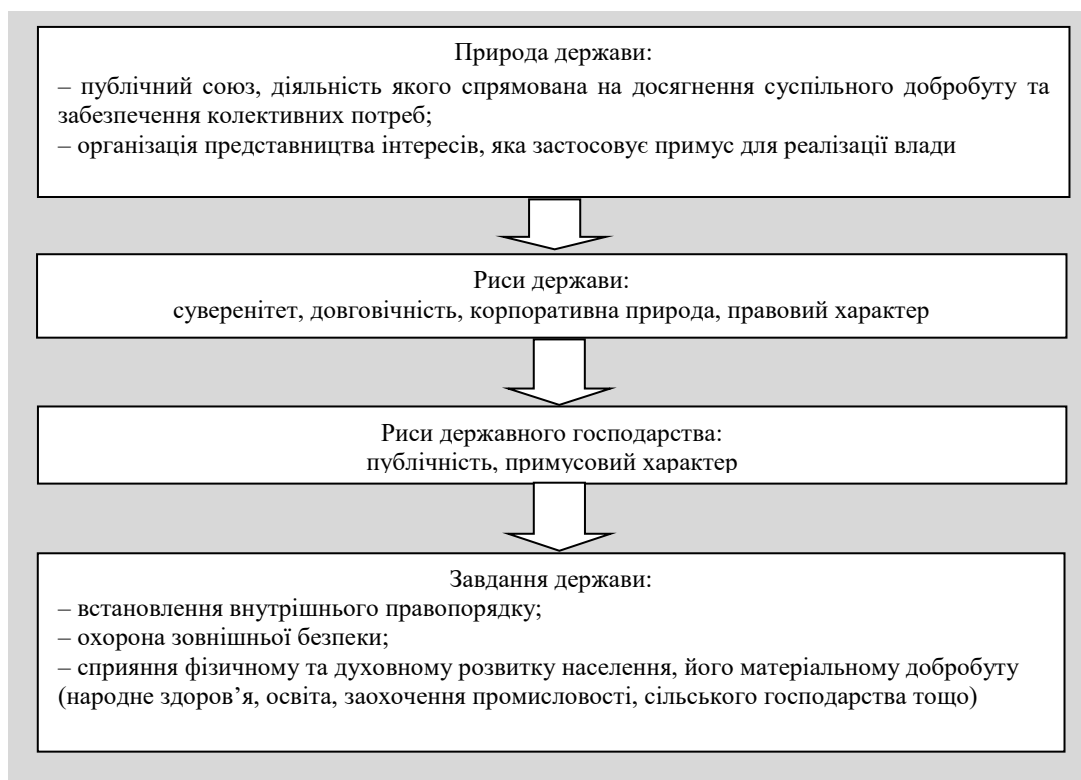 Природа держави:
– публічний союз, діяльність якого спрямована на досягнення суспільного добробуту та
забезпечення колективних потреб;
– організація представництва інтересів, яка застосовує примус для реалізації влади
Риси держави:
суверенітет, довговічність, корпоративна природа, правовий характер
Риси державного господарства:
публічність, примусовий характер
Завдання держави:
– встановлення внутрішнього правопорядку;
– охорона зовнішньої безпеки;
– сприяння фізичному та духовному розвитку населення, його матеріальному добробуту
(народне здоров’я, освіта, заохочення промисловості, сільського господарства тощо)